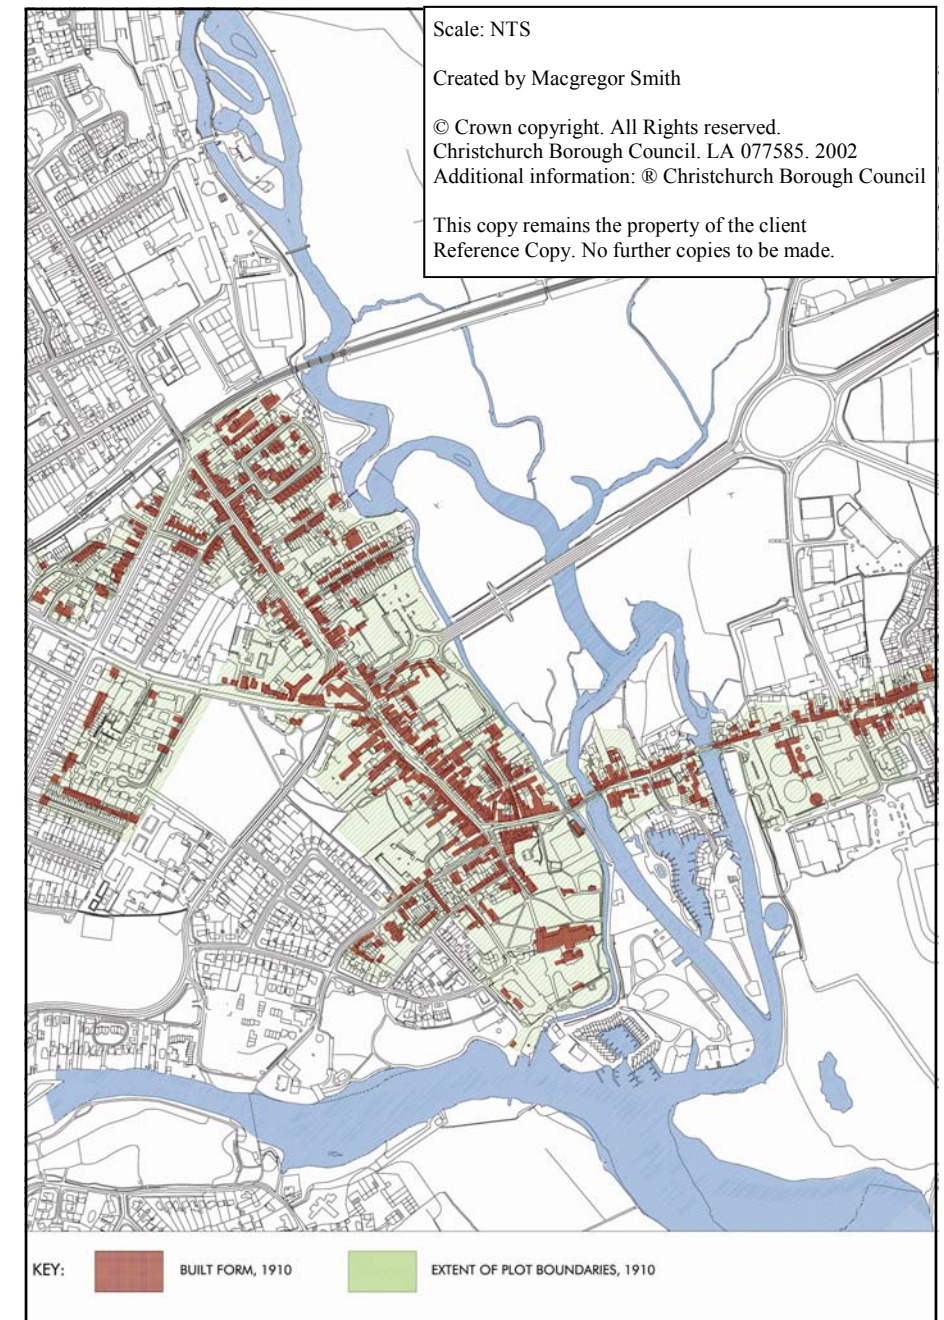 Scale: NTS
Created by Macgregor Smith
© Crown copyright. All Rights reserved.
Christchurch Borough Council. LA 077585. 2002
Additional information: ® Christchurch Borough Council
This copy remains the property of the client
Reference Copy. No further copies to be made.
KEY:
BUILT FORM, 1910
EXTENT OF PLOT BOUNDARIES, 1910